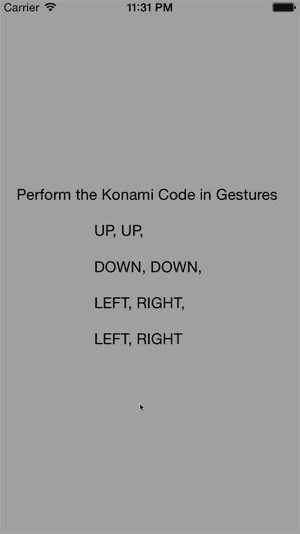 Carrier 11:31 PM
Perform the Konami Code in Gestures
UP, UP,
DOWN, DOWN,
LEFT, RIGHT,
LEFT, RIGHT